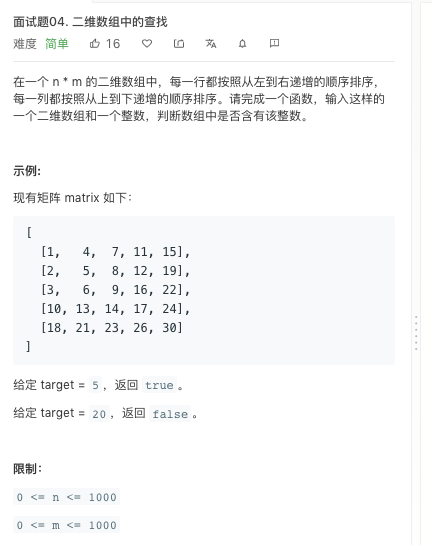 面试题04. 二维数组中的查找
难度 简单 16
在一个 n * m 的二维数组中，每一行都按照从左到右递增的顺序排序，
每一列都按照从上到下递增的顺序排序。请完成一个函数，输入这样的
一个二维数组和一个整数，判断数组中是否含有该整数。
示例:
现有矩阵 matrix 如下：
[
[1, 4, 7, 11, 15],
[2, 5, 8, 12, 19],
[3, 6, 9, 16, 22],
[10, 13, 14, 17, 24],
[18, 21, 23, 26, 30]
]
给定 target = 5，返回 true 。
给定 target = 20，返回 false 。
限制：
0 <= n <= 1000
0 <= m <= 1000